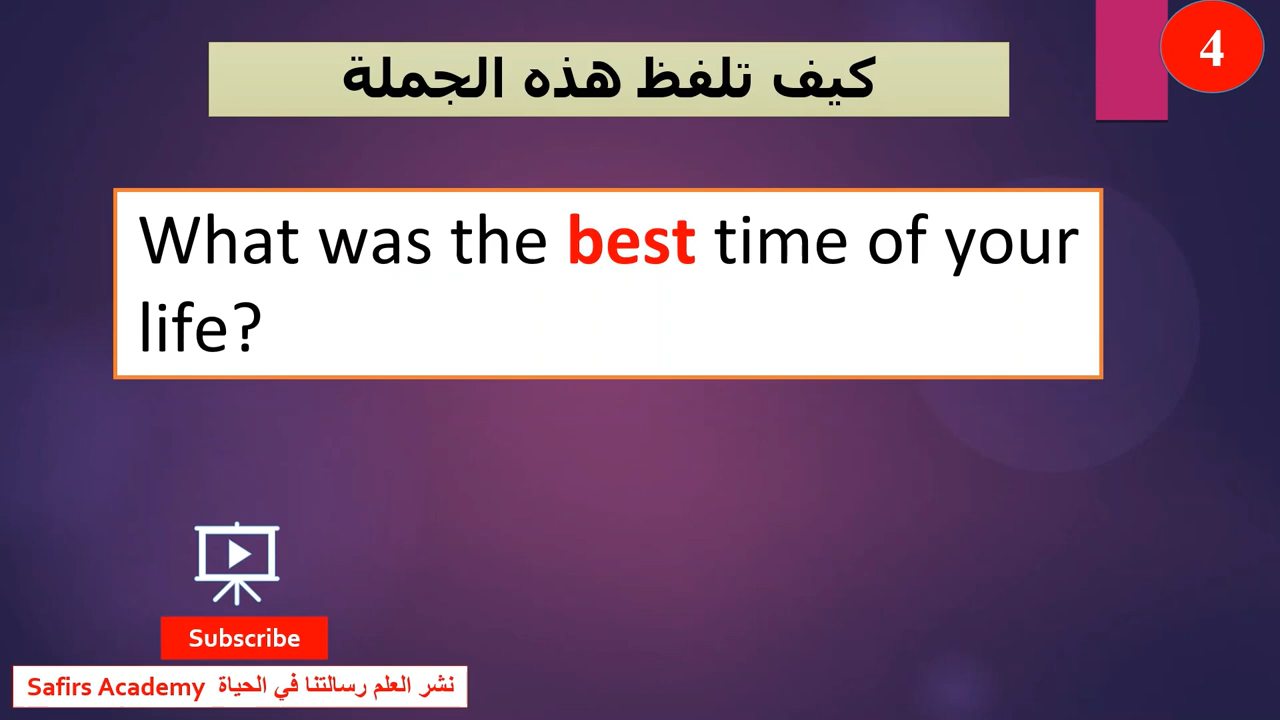 4
كيف تلفظ هذه الجملة
What was the best time of your
life?
Subscribe
Safirs Academy نشر العلم رسالتنا في الحياة